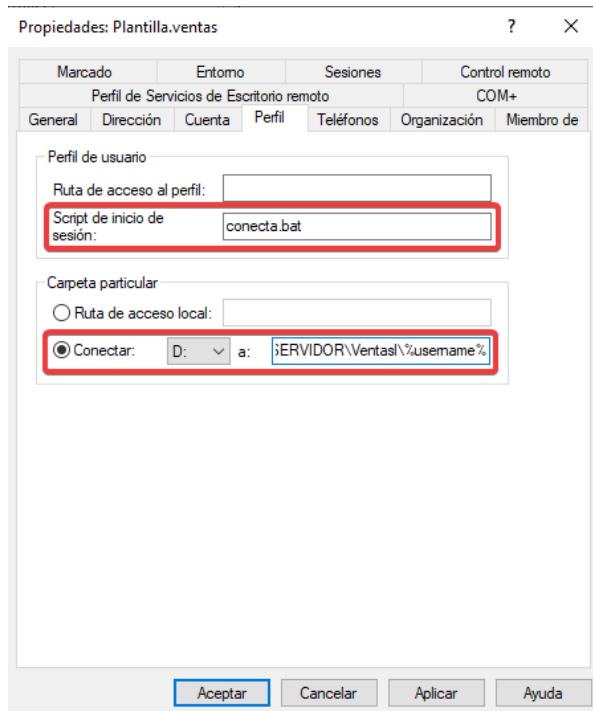 Propiedades: Plantilla.ventas
Marcado Entorno Sesiones Control remoto
Perfil de Servicios de Escritorio remoto COM+
General Dirección Cuenta Perfil Teléfonos Organización Miembro de
Perfil de usuario
Ruta de acceso al perfil:
Script de inicio de sesión: conecta.bat
Carpeta particular
Ruta de acceso local:
Conectar: D: a: SERVIDOR\Ventasl\%username%
Aceptar Cancelar Aplicar Ayuda